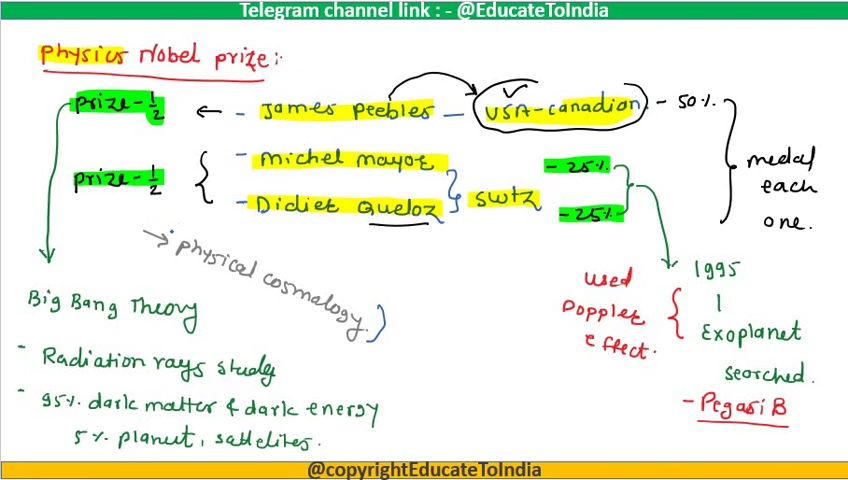 Telegram channel link : - @EducateToIndia
Physics Nobel prize:-
prize-1/2 ← - James Peebles - USA-canadian - 50%
prize-1/2 - michel mayor - 25%
- Didier Queloz swtz - 25%
medal
each
one.
→ physical cosmology.
Big Bang Theory
- Radiation rays study
- 95% dark matter & dark energy
5% planut, sattelites.
used
Doppler
effect.
1995
Exoplanet
searched.
- Pegasi B
@copyrightEducateToIndia